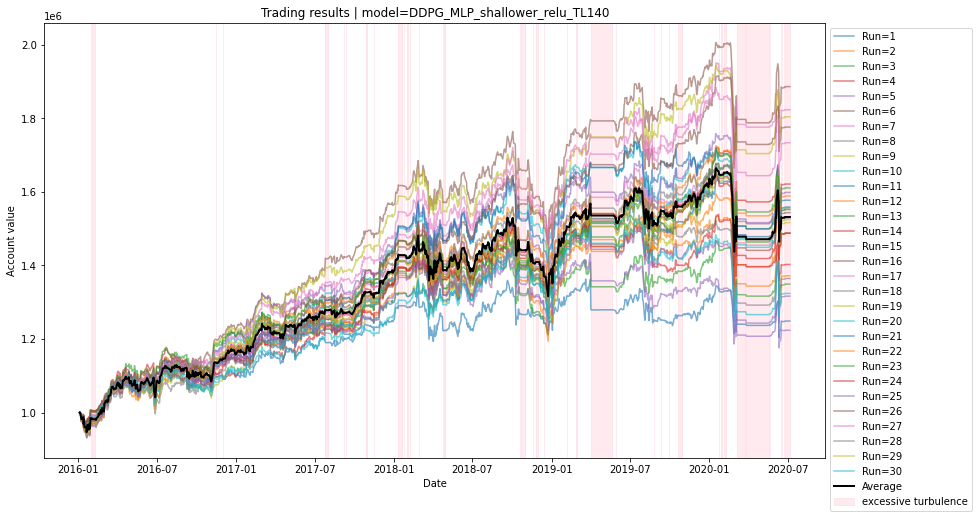 Trading results | model=DDPG_MLP_shallower_relu_TL140
1e6
2.0
1.8
1.6
1.4
1.2
1.0
Account value
2016-01 2016-07 2017-01 2017-07 2018-01 2018-07 2019-01 2019-07 2020-01 2020-07
Date
Run=1
Run=2
Run=3
Run=4
Run=5
Run=6
Run=7
Run=8
Run=9
Run=10
Run=11
Run=12
Run=13
Run=14
Run=15
Run=16
Run=17
Run=18
Run=19
Run=20
Run=21
Run=22
Run=23
Run=24
Run=25
Run=26
Run=27
Run=28
Run=29
Run=30
Average
excessive turbulence